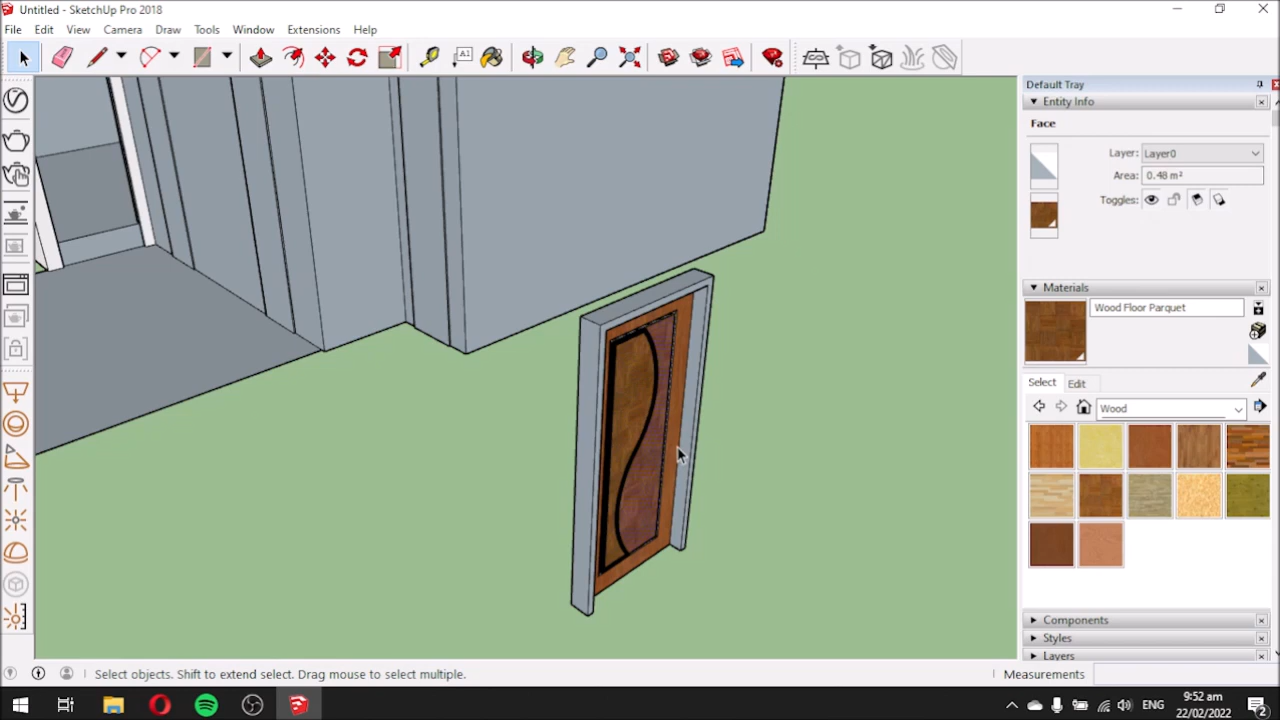 Untitled - SketchUp Pro 2018
File Edit View Camera Draw Tools Window Extensions Help
A1
Default Tray
Entity Info
Face
Layer: Layer0
Area: 0.48 m²
Toggles:
Materials
Wood Floor Parquet
Select Edit
Wood
Components
Styles
Layers
Select objects. Shift to extend select. Drag mouse to select multiple.
Measurements
ENG
9:52 am
22/02/2022
2